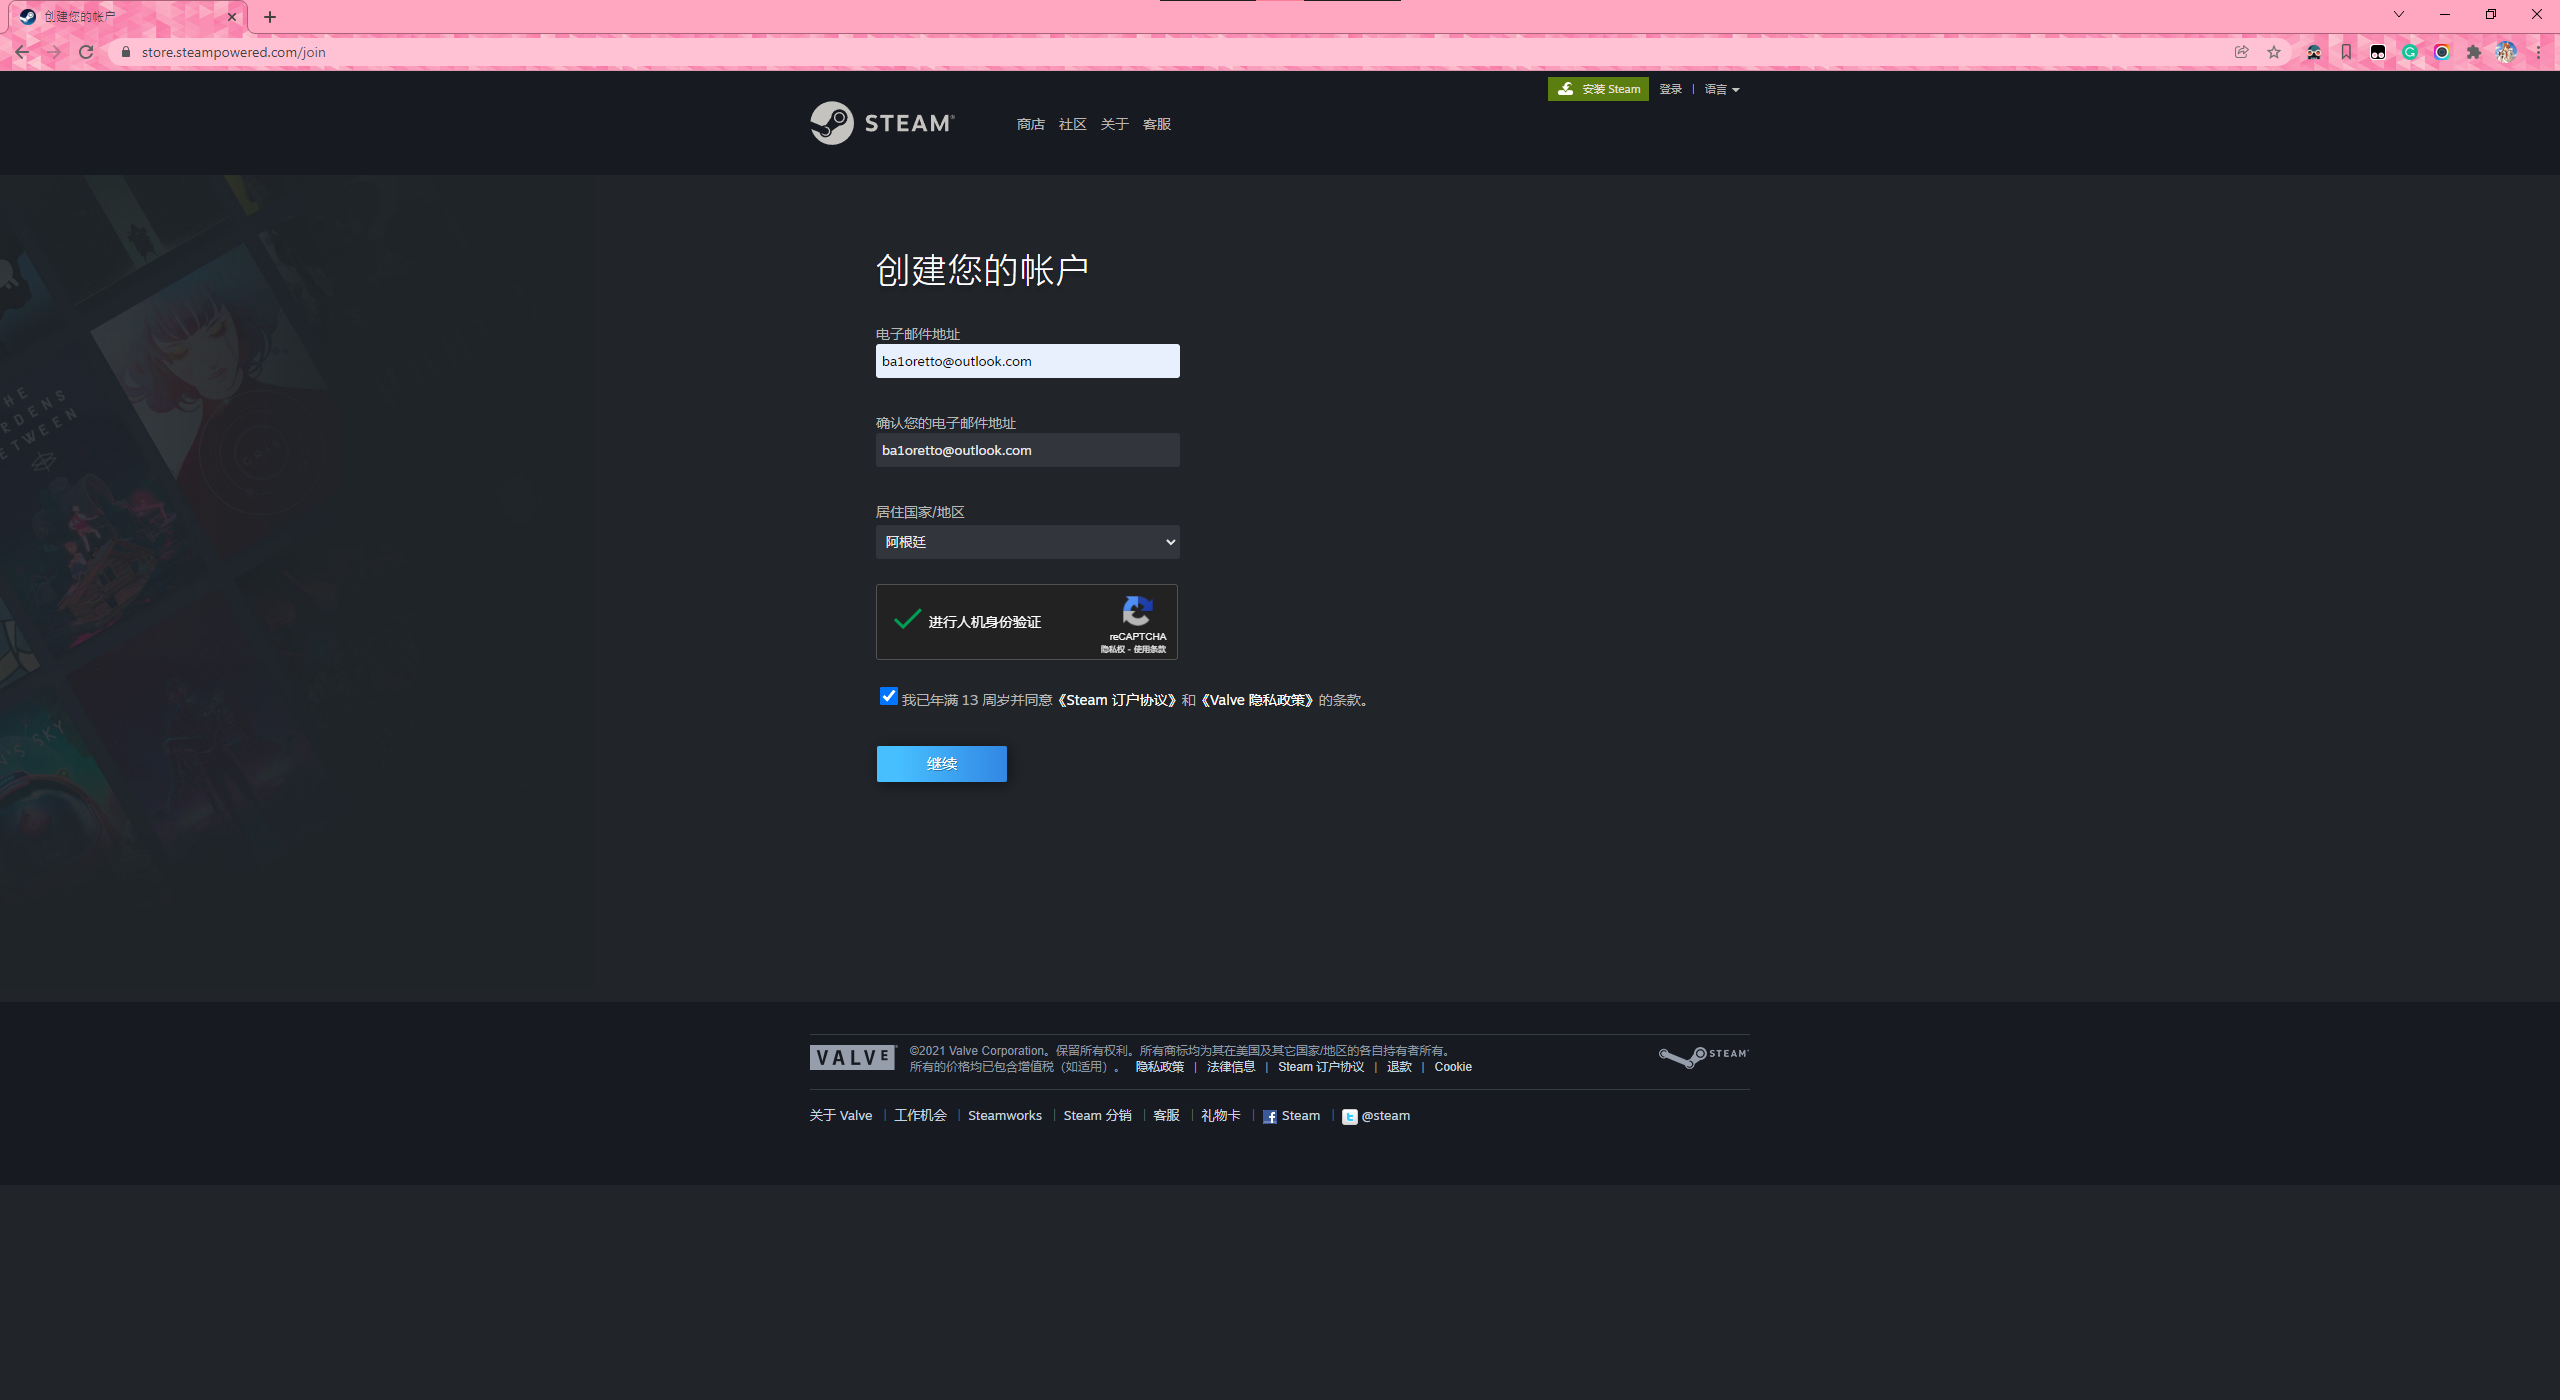 创建您的帐户
store.steampowered.com/join
安装 Steam 登录 | 语言
STEAM® 商店 社区 关于 客服
创建您的帐户
电子邮件地址
ba1oretto@outlook.com
确认您的电子邮件地址
ba1oretto@outlook.com
居住国家/地区
阿根廷
进行人机身份验证
reCAPTCHA
隐私权 - 使用条款
我已年满 13 周岁并同意《Steam 订户协议》和《Valve 隐私政策》的条款。
继续
VALVE ©2021 Valve Corporation。保留所有权利。所有商标均为其在美国及其它国家/地区的各自持有者所有。
所有的价格均已包含增值税（如适用）。 隐私政策 | 法律信息 | Steam 订户协议 | 退款 | Cookie
STEAM
关于 Valve | 工作机会 | Steamworks | Steam 分销 | 客服 | 礼物卡 | Steam | @steam